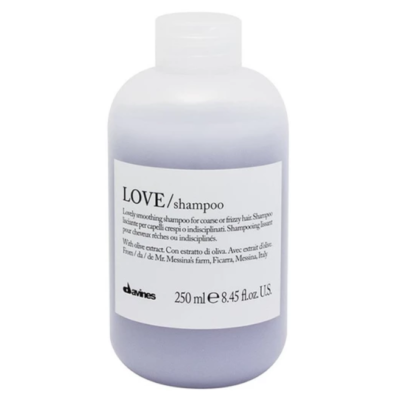 LOVE/shampoo
Lovely smoothing shampoo for coarse or frizzy hair. Shampoo
lisciante per capelli crespi o indisciplinati. Shampooing lissant
pour cheveux rêches ou indisciplinés.
With olive extract. Con estratto di oliva. Avec extrait d'olive.
From / da / de Mr. Messina's farm, Ficarra, Messina, Italy
davines
250 ml ℮ 8.45 fl oz. U.S.